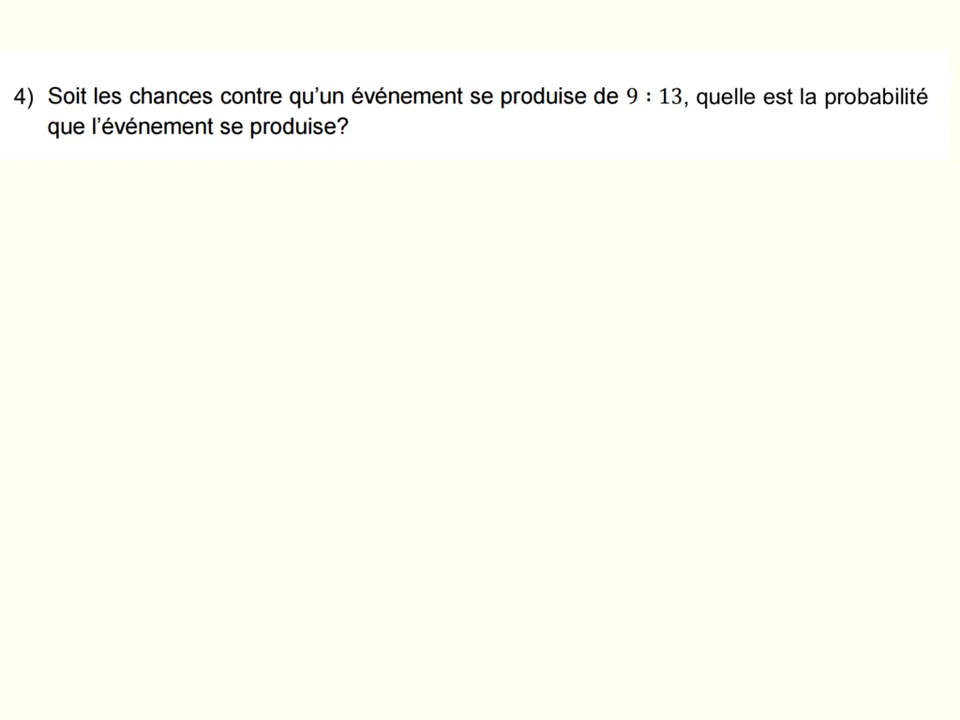 4) Soit les chances contre qu’un événement se produise de 9 : 13, quelle est la probabilité
que l’événement se produise?